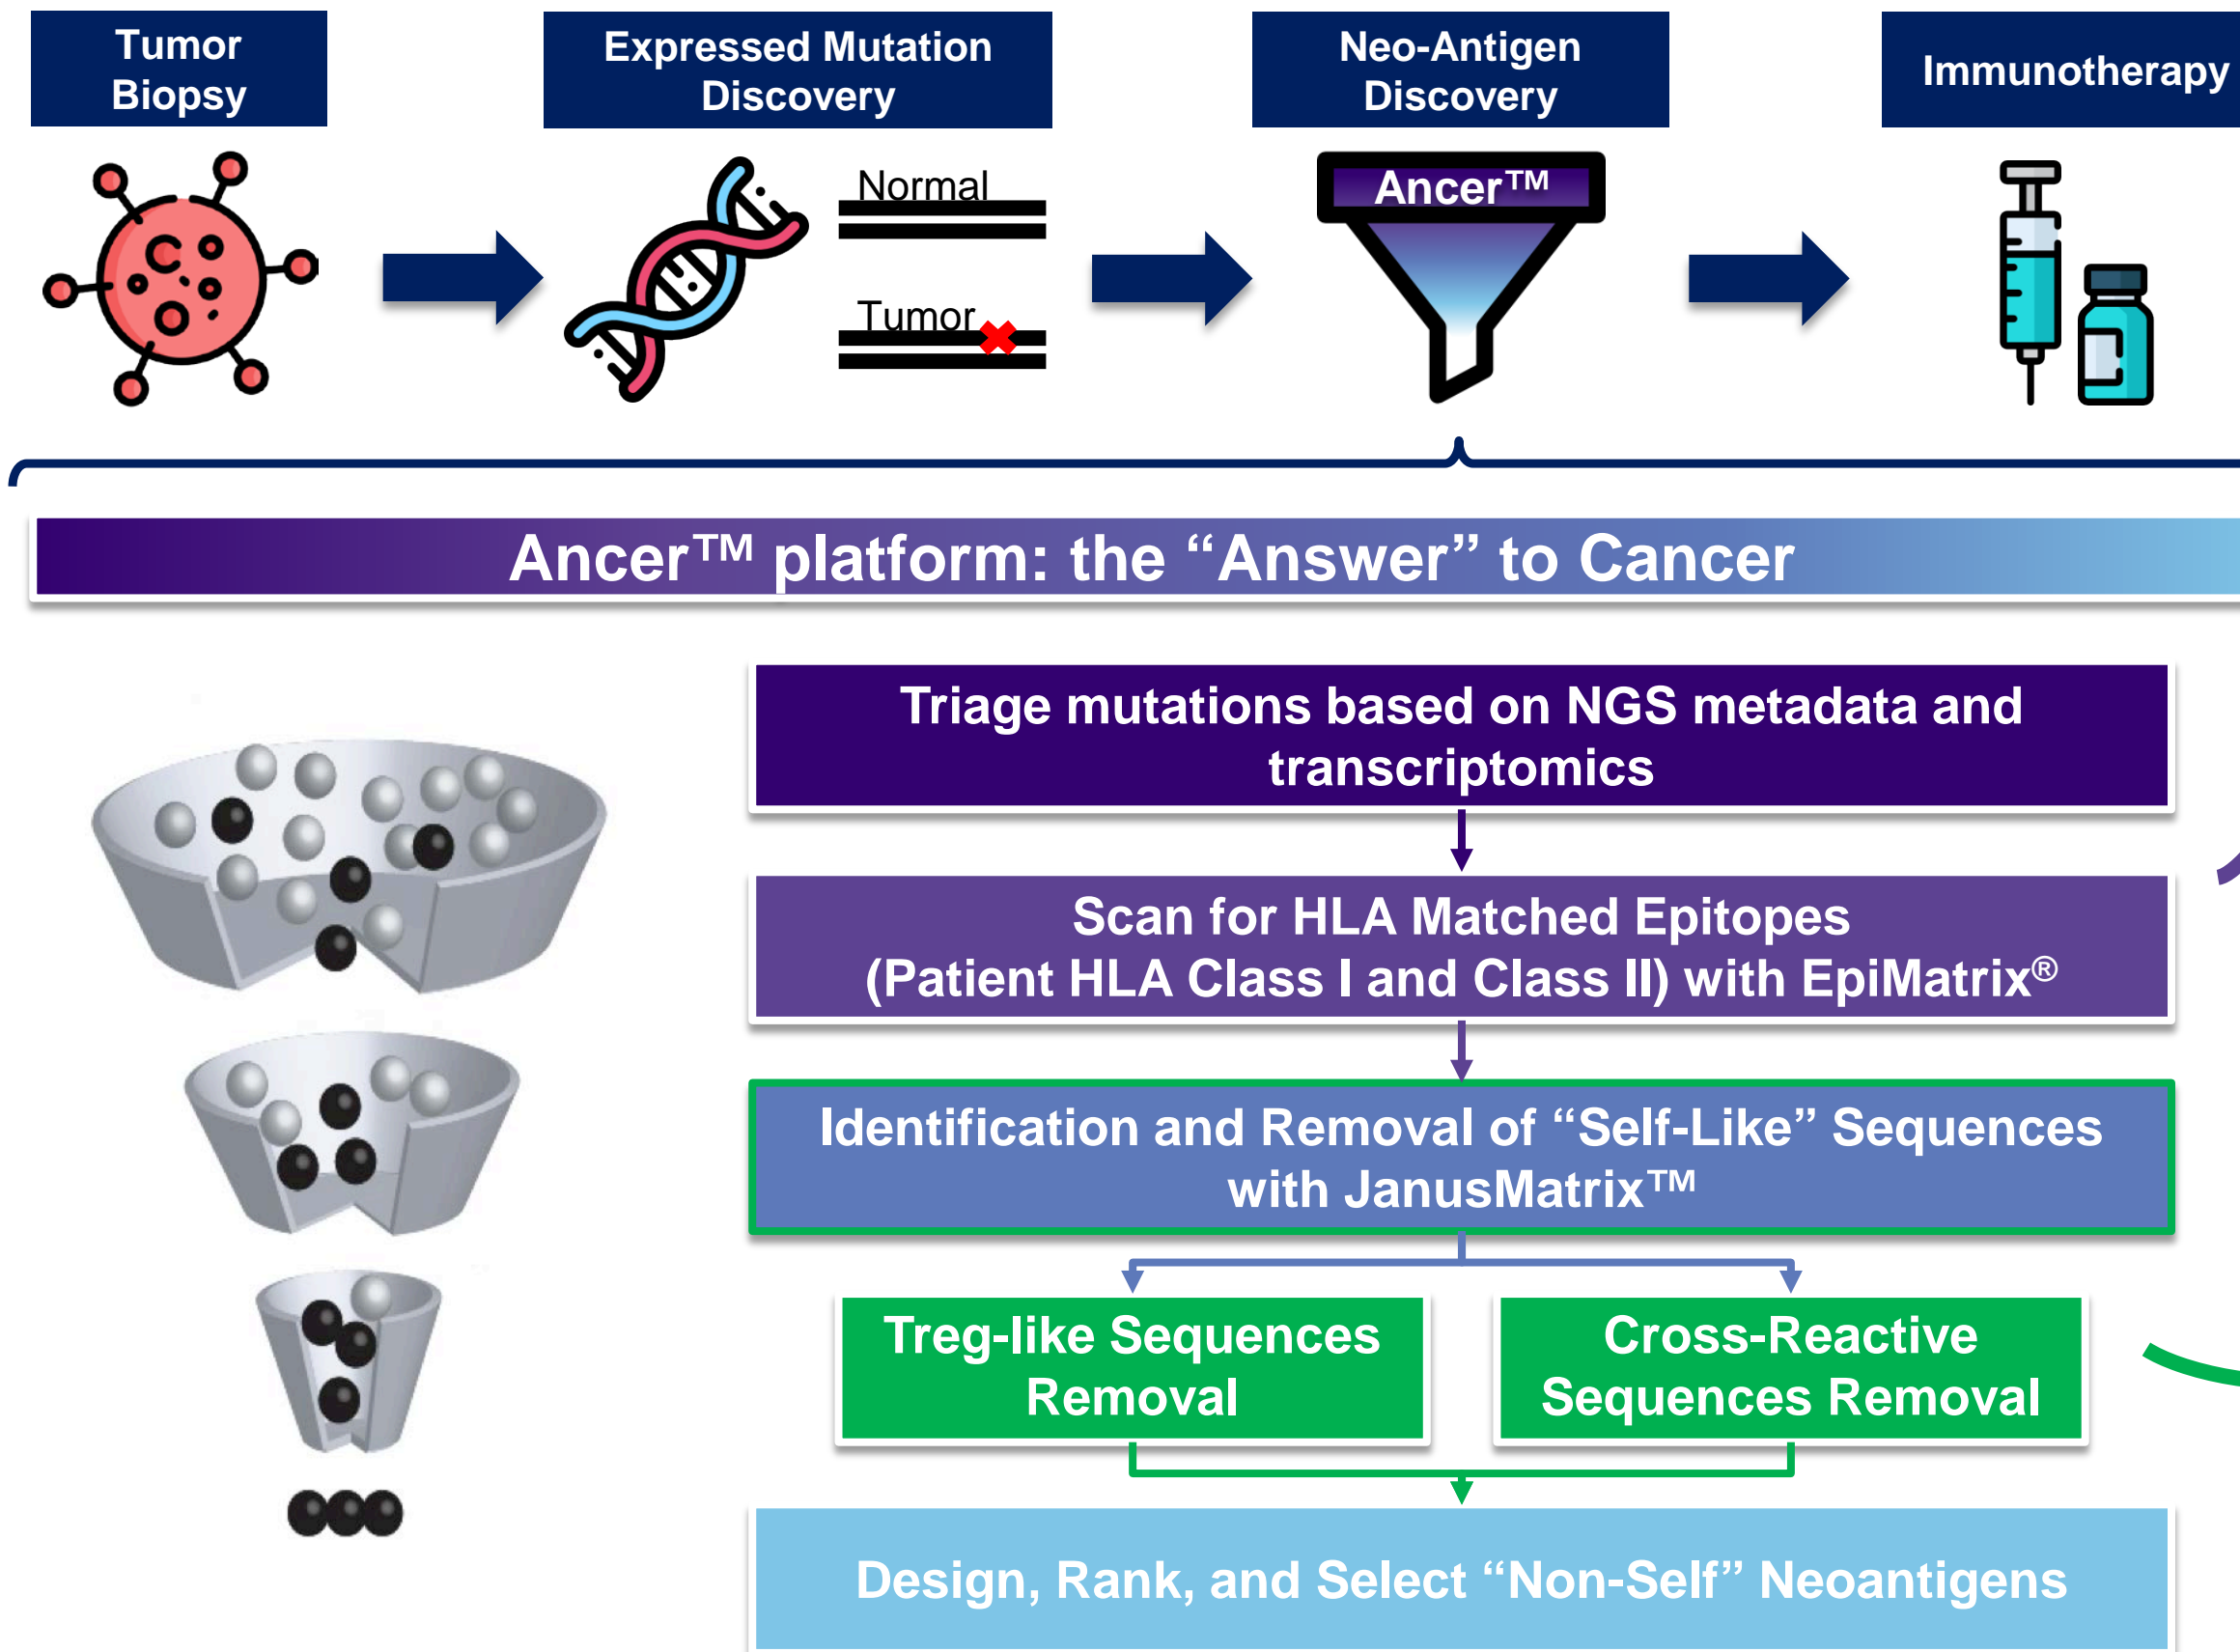 Tumor
Biopsy
Expressed Mutation
Discovery
Neo-Antigen
Discovery
Immunotherapy
Normal
Tumor
Ancer™
Ancer™ platform: the “Answer” to Cancer
Triage mutations based on NGS metadata and
transcriptomics
Scan for HLA Matched Epitopes
(Patient HLA Class I and Class II) with EpiMatrix®
Identification and Removal of “Self-Like” Sequences
with JanusMatrix™
Treg-like Sequences
Removal
Cross-Reactive
Sequences Removal
Design, Rank, and Select “Non-Self” Neoantigens